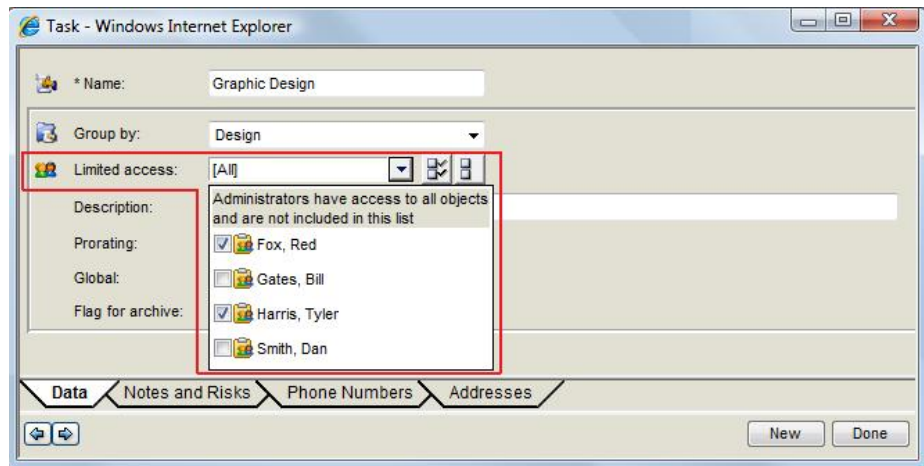 Task - Windows Internet Explorer
* Name: Graphic Design
Group by: Design
Limited access: [All]
Administrators have access to all objects
and are not included in this list
Description:
Prorating: Fox, Red
Global: Gates, Bill
Flag for archive: Harris, Tyler
Smith, Dan
Data Notes and Risks Phone Numbers Addresses
New Done